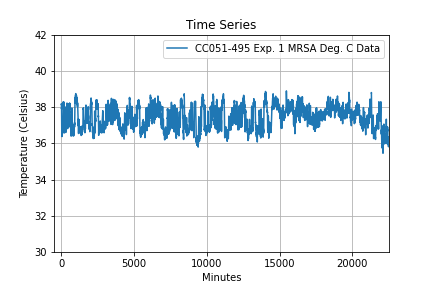 Time Series
CC051-495 Exp. 1 MRSA Deg. C Data
Temperature (Celsius)
42
40
38
36
34
32
30
0 5000 10000 15000 20000
Minutes